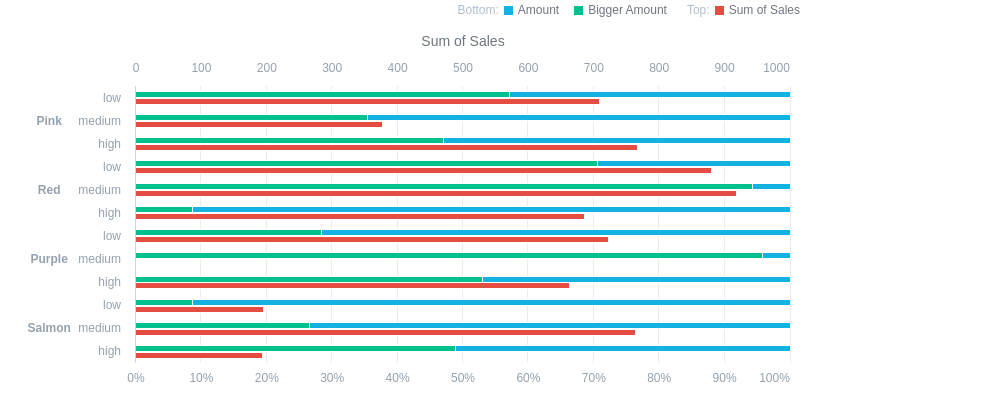 Bottom: Amount Bigger Amount Top: Sum of Sales
Sum of Sales
0 100 200 300 400 500 600 700 800 900 1000
low
Pink medium
high
low
Red medium
high
low
Purple medium
high
low
Salmon medium
high
0% 10% 20% 30% 40% 50% 60% 70% 80% 90% 100%